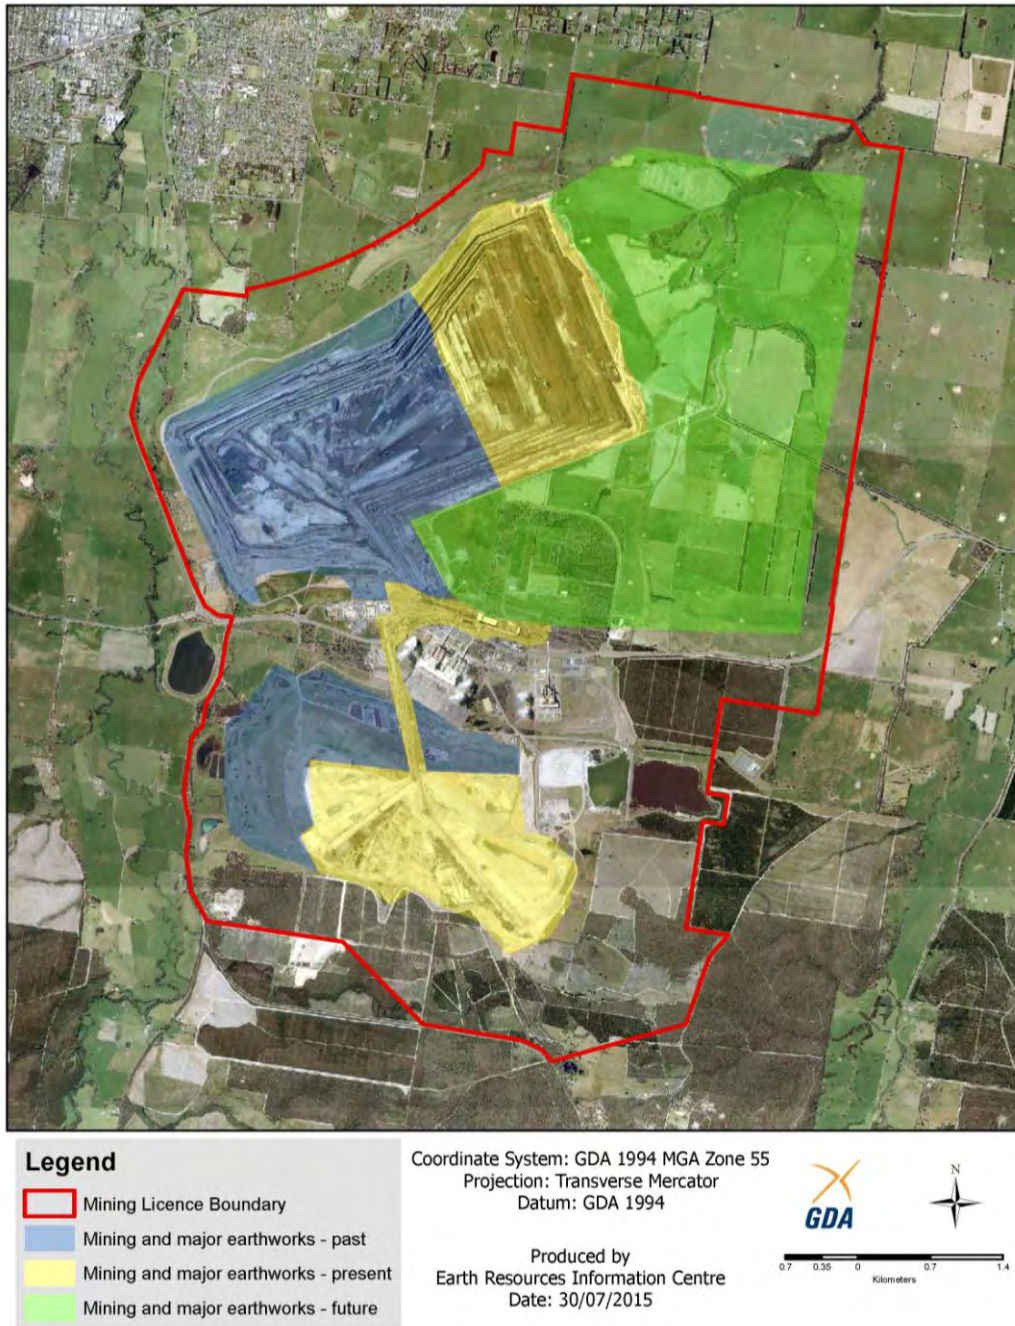 Legend
Mining Licence Boundary
Mining and major earthworks - past
Mining and major earthworks - present
Mining and major earthworks - future
Coordinate System: GDA 1994 MGA Zone 55
Projection: Transverse Mercator
Datum: GDA 1994
Produced by
Earth Resources Information Centre
Date: 30/07/2015
GDA
N
0.7 0.35 0 0.7 1.4
Kilometers